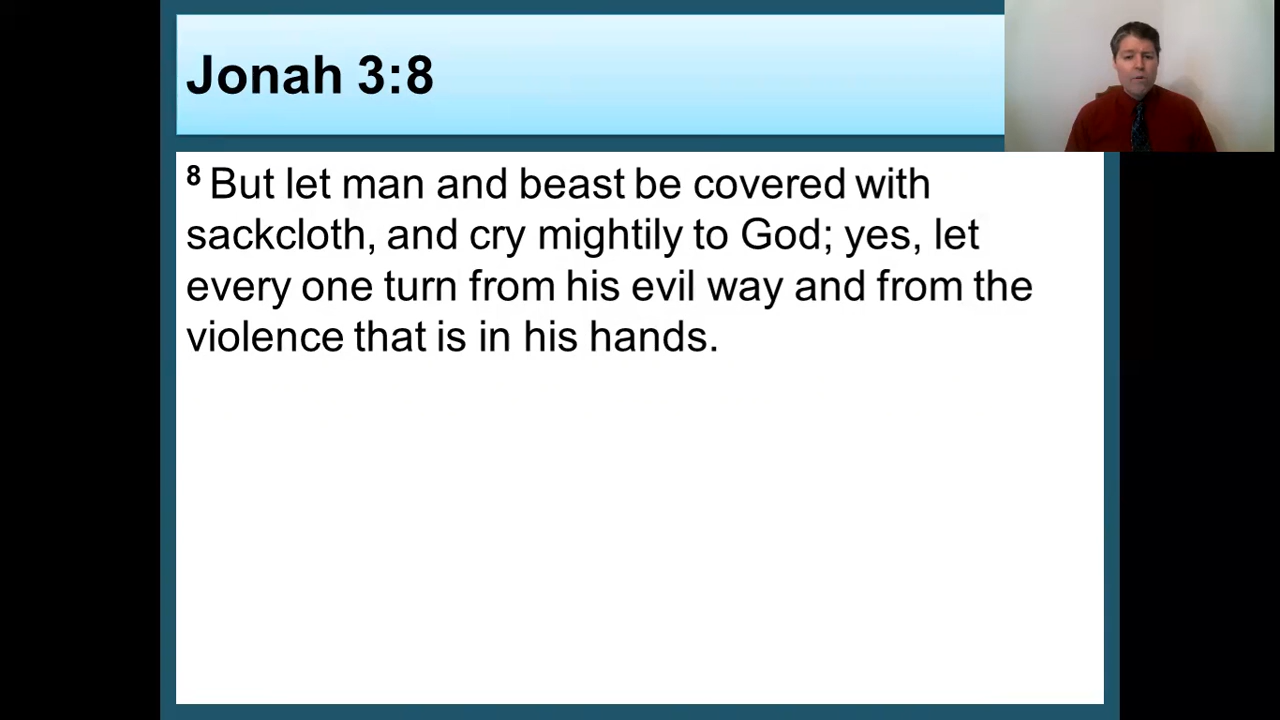 Jonah 3:8
8 But let man and beast be covered with
sackcloth, and cry mightily to God; yes, let
every one turn from his evil way and from the
violence that is in his hands.